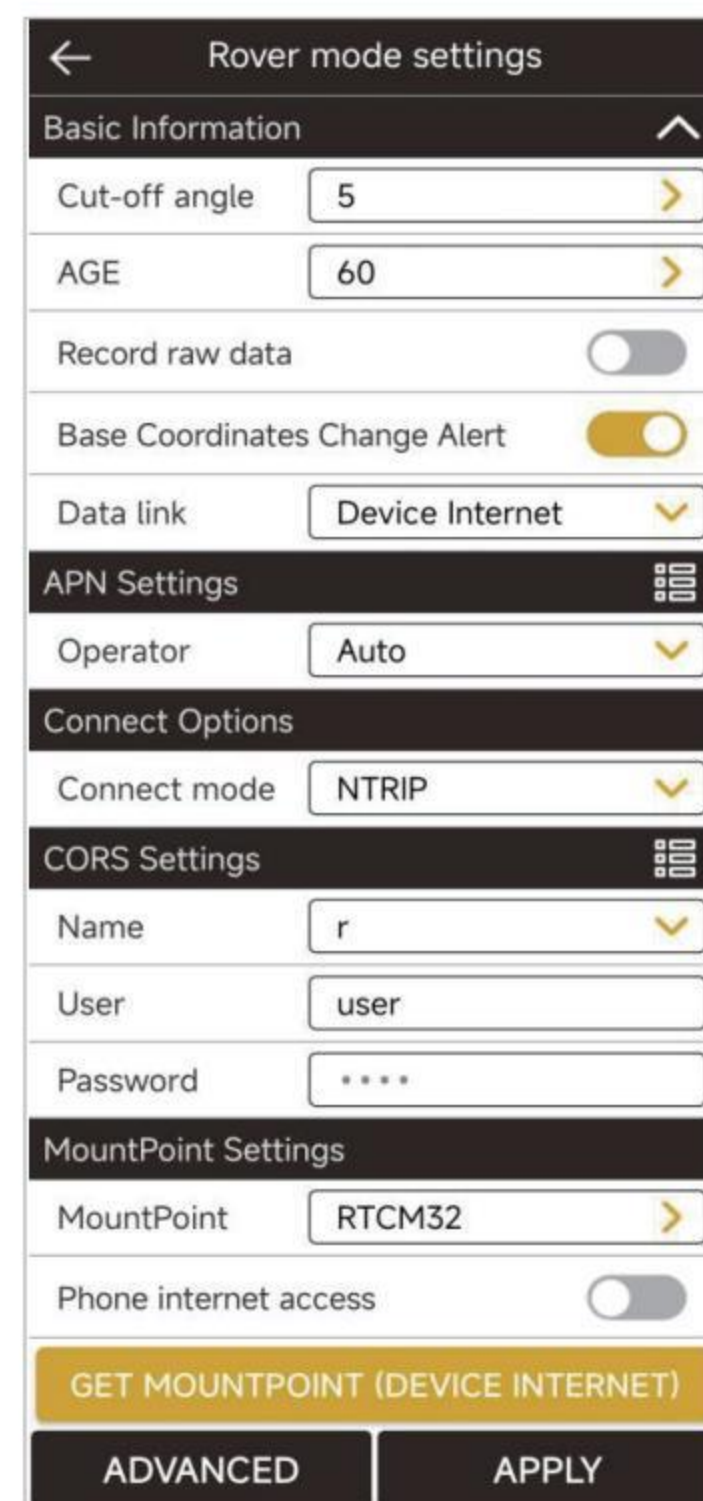 Rover mode settings
Basic Information
Cut-off angle 5
AGE 60
Record raw data
Base Coordinates Change Alert
Data link Device Internet
APN Settings
Operator Auto
Connect Options
Connect mode NTRIP
CORS Settings
Name r
User user
Password ••••
MountPoint Settings
MountPoint RTCM32
Phone internet access
GET MOUNTPOINT (DEVICE INTERNET)
ADVANCED APPLY